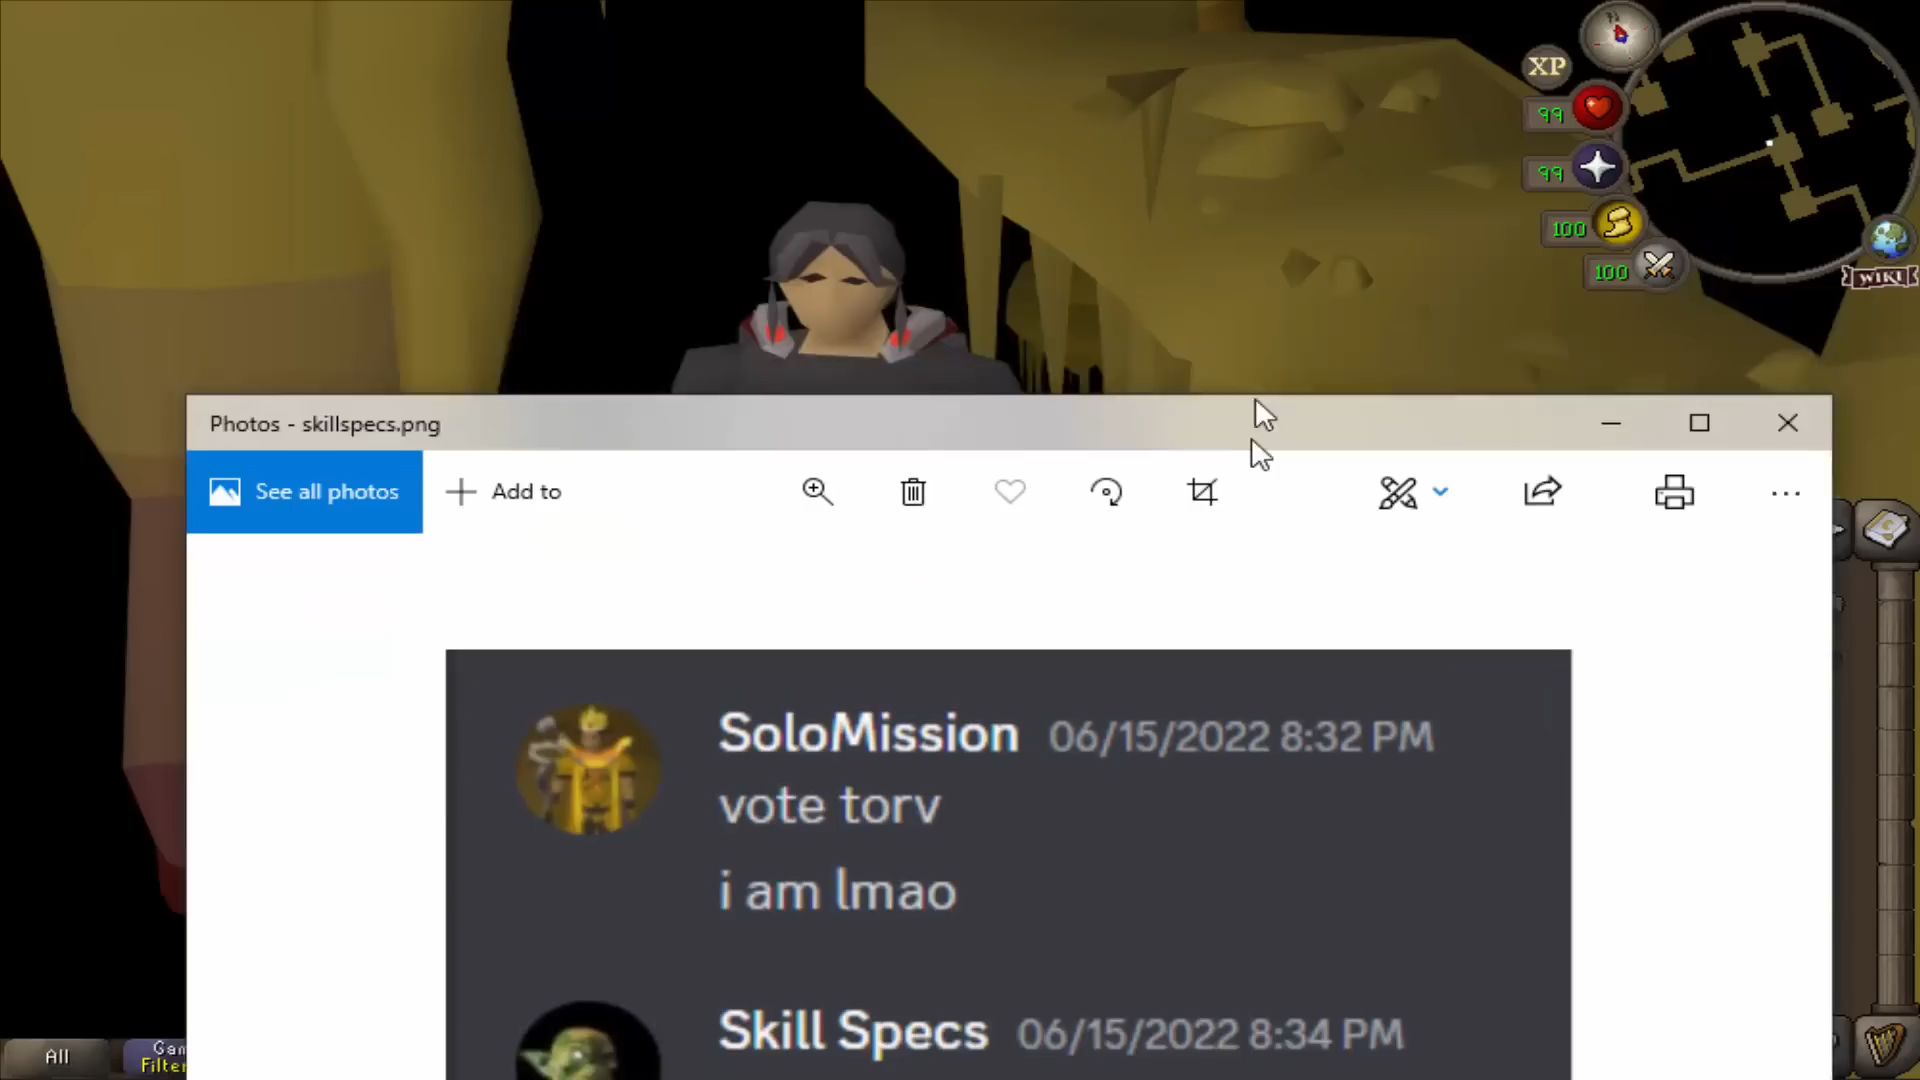 XP
99
99
100
100
WIKI
Photos - skillspecs.png
See all photos
Add to
SoloMission 06/15/2022 8:32 PM
vote torv
i am lmao
Skill Specs 06/15/2022 8:34 PM
All
Filter